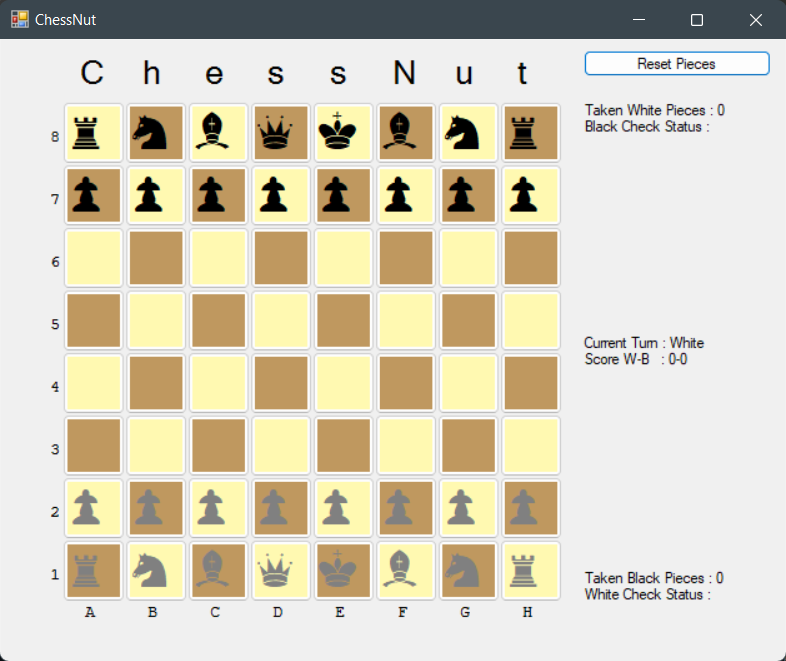 ChessNut
C h e s s N u t
Reset Pieces
Taken White Pieces : 0
Black Check Status :
8
7
6
5
Current Turn : White
Score W-B : 0-0
4
3
2
1
Taken Black Pieces : 0
White Check Status :
A B C D E F G H